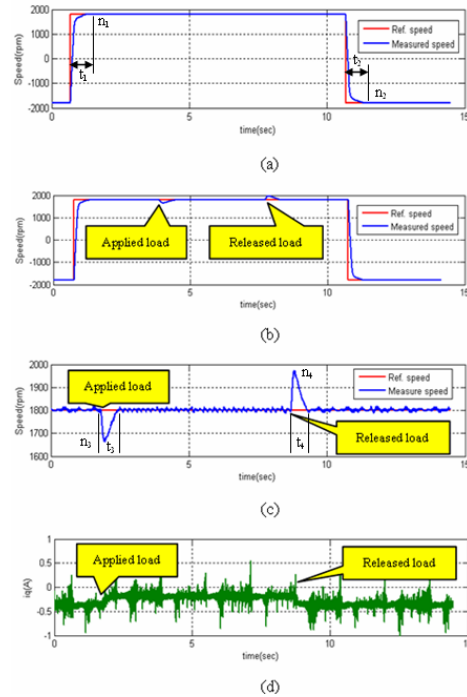 2000
1000
0
-1000
-2000
Speed(rpm)
n1
t1
t2
n2
Ref. speed
Measured speed
0 5 10 15
time(sec)
(a)
2000
1000
0
-1000
-2000
Speed(rpm)
Applied load
Released load
Ref. speed
Measured speed
0 5 10 15
time(sec)
(b)
2000
1900
1800
1700
1600
Speed(rpm)
Applied load
n3
t3
n4
t4
Released load
Ref. speed
Measure speed
0 5 10 15
time(sec)
(c)
1
0.5
0
-0.5
-1
iq(A)
Applied load
Released load
0 5 10 15
time(sec)
(d)